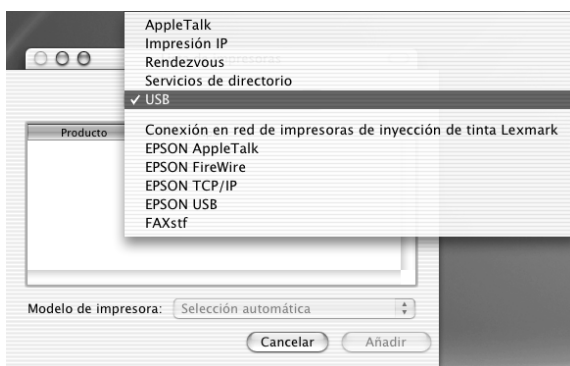 AppleTalk
Impresión IP
Rendezvous
Servicios de directorio
✓ USB
Conexión en red de impresoras de inyección de tinta Lexmark
EPSON AppleTalk
EPSON FireWire
EPSON TCP/IP
EPSON USB
FAXstf
Producto
Modelo de impresora: Selección automática
Cancelar Añadir